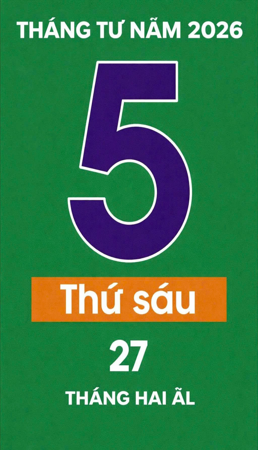 THÁNG TƯ NĂM 2026
5
Thứ sáu
27
THÁNG HAI ÃL